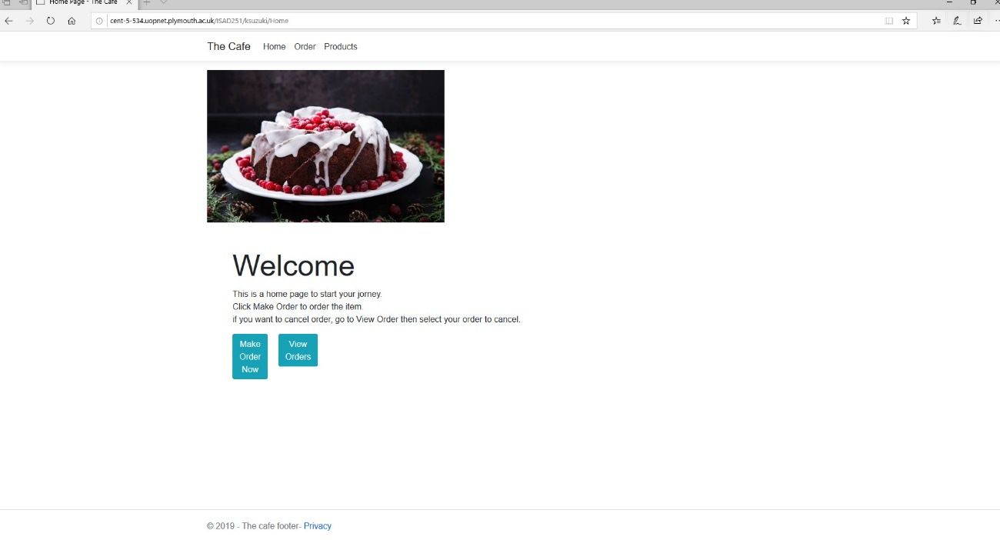 Home Page - The Cafe
cent-5-534.uopnet.plymouth.ac.uk/ISAD251/ksuzuki/Home
The Cafe Home Order Products
Welcome
This is a home page to start your jorney.
Click Make Order to order the item.
if you want to cancel order, go to View Order then select your order to cancel.
Make
Order
Now
View
Orders
© 2019 - The cafe footer- Privacy